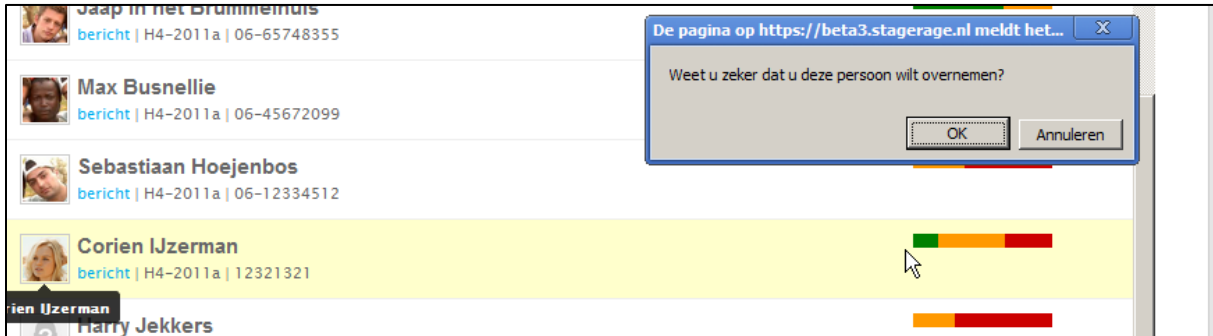 Jaap in het Brummelhuis
bericht | H4-2011a | 06-65748355
De pagina op https://beta3.stagerage.nl meldt het... X
Weet u zeker dat u deze persoon wilt overnemen?
OK Annuleren
Max Busnellie
bericht | H4-2011a | 06-45672099
Sebastiaan Hoejenbos
bericht | H4-2011a | 06-12334512
Corien IJzerman
bericht | H4-2011a | 12321321
rien IJzerman
Harry Jekkers